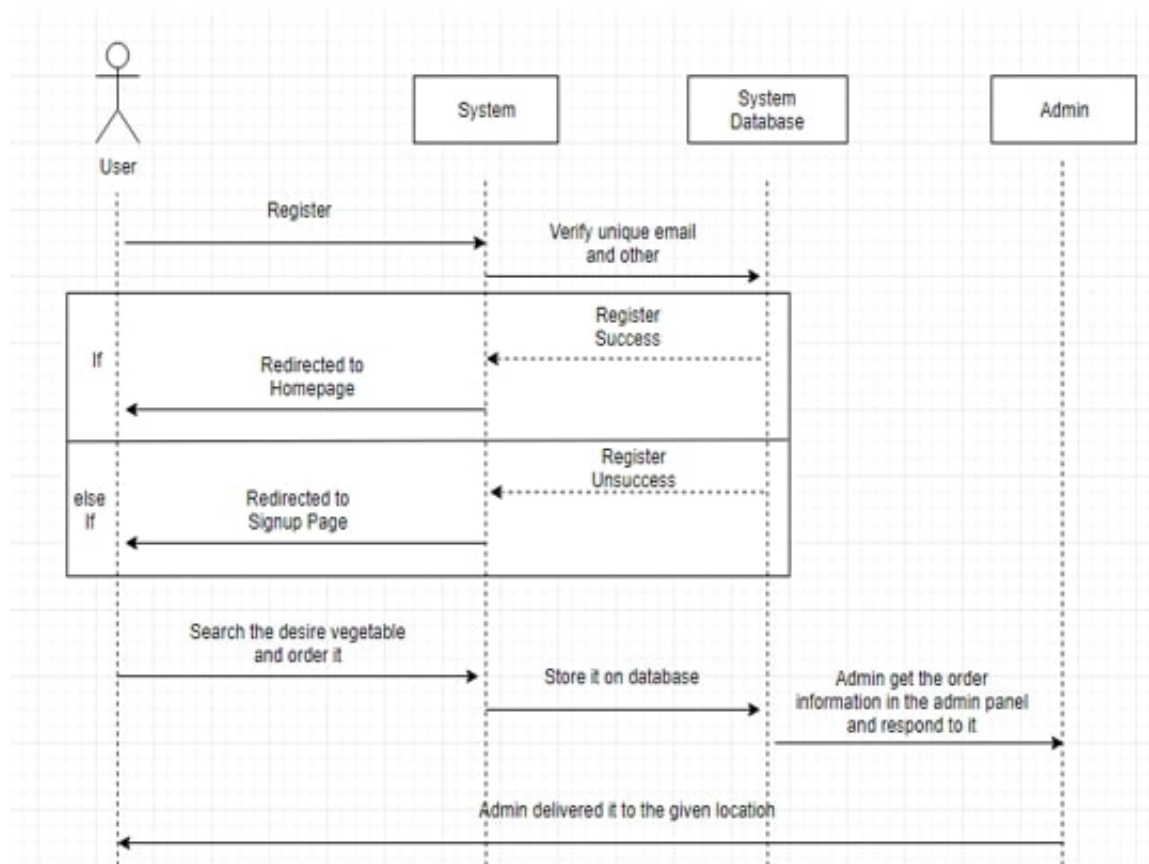 User
System
System
Database
Admin
Register
Verify unique email
and other
If
Register
Success
Redirected to
Homepage
else
If
Register
Unsuccess
Redirected to
Signup Page
Search the desire vegetable
and order it
Store it on database
Admin get the order
information in the admin panel
and respond to it
Admin delivered it to the given location